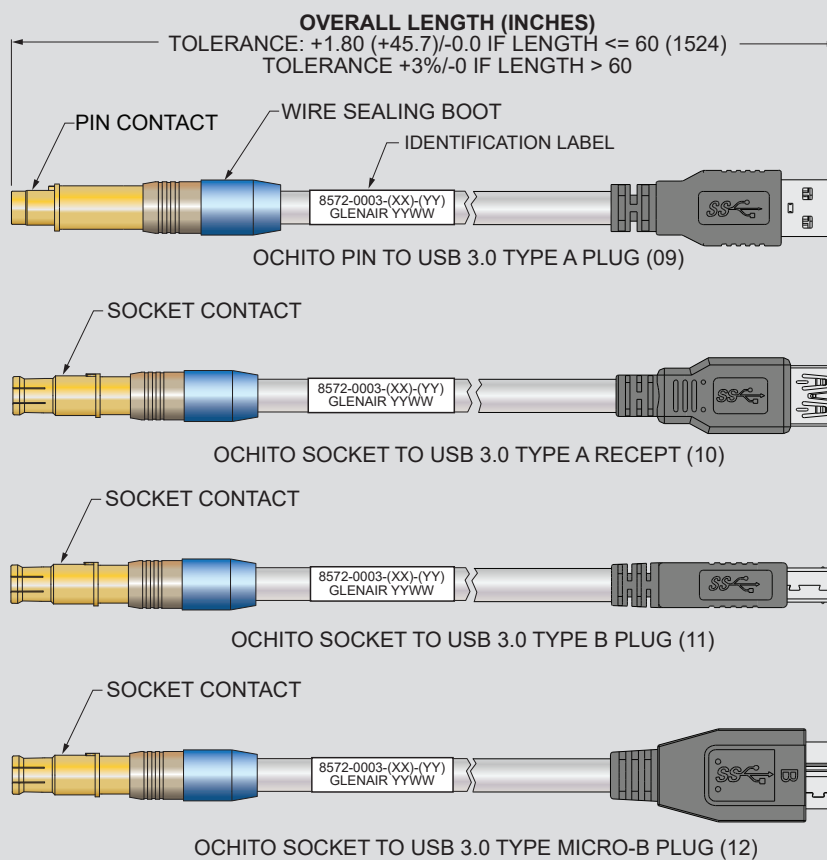 OVERALL LENGTH (INCHES)
TOLERANCE: +1.80 (+45.7)/-0.0 IF LENGTH <= 60 (1524)
TOLERANCE +3%/-0 IF LENGTH > 60
PIN CONTACT
WIRE SEALING BOOT
IDENTIFICATION LABEL
8572-0003-(XX)-(YY)
GLENAIR YYWW
SS
OCHITO PIN TO USB 3.0 TYPE A PLUG (09)
SOCKET CONTACT
8572-0003-(XX)-(YY)
GLENAIR YYWW
SS
OCHITO SOCKET TO USB 3.0 TYPE A RECEPT (10)
SOCKET CONTACT
8572-0003-(XX)-(YY)
GLENAIR YYWW
SS
OCHITO SOCKET TO USB 3.0 TYPE B PLUG (11)
SOCKET CONTACT
8572-0003-(XX)-(YY)
GLENAIR YYWW
SS
B
OCHITO SOCKET TO USB 3.0 TYPE MICRO-B PLUG (12)